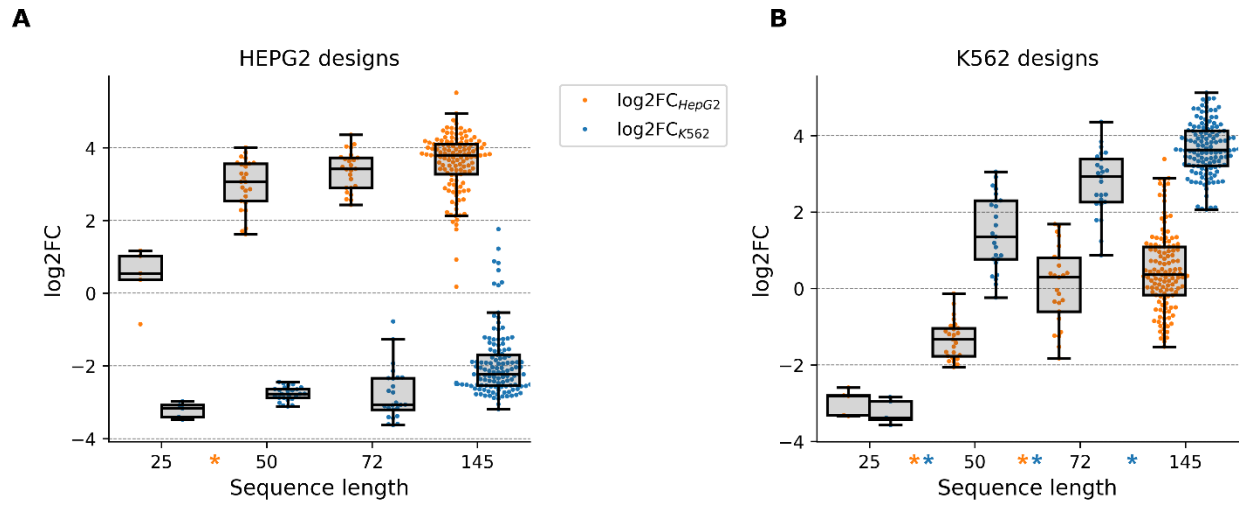 A
B
HEPG2 designs
K562 designs
log2FC_HepG2
log2FC_K562
log2FC
4
2
0
−2
−4
25 * 50 72 145
Sequence length
log2FC
4
2
0
−2
−4
25 ** 50 ** 72 * 145
Sequence length